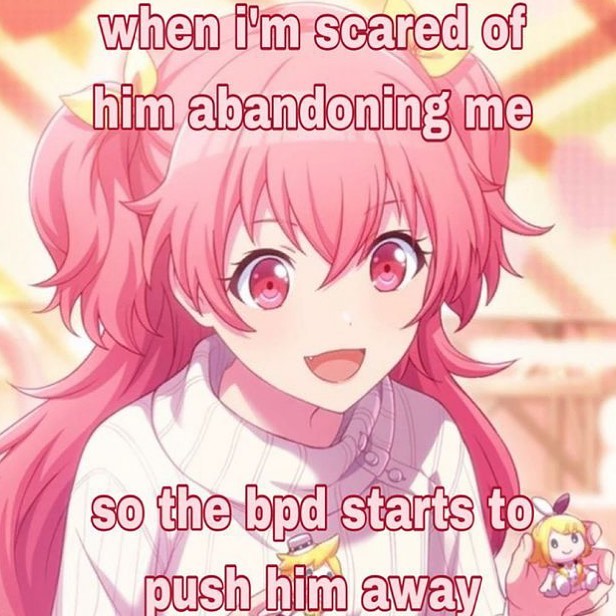 when i'm scared of
him abandoning me
so the bpd starts to
push him away